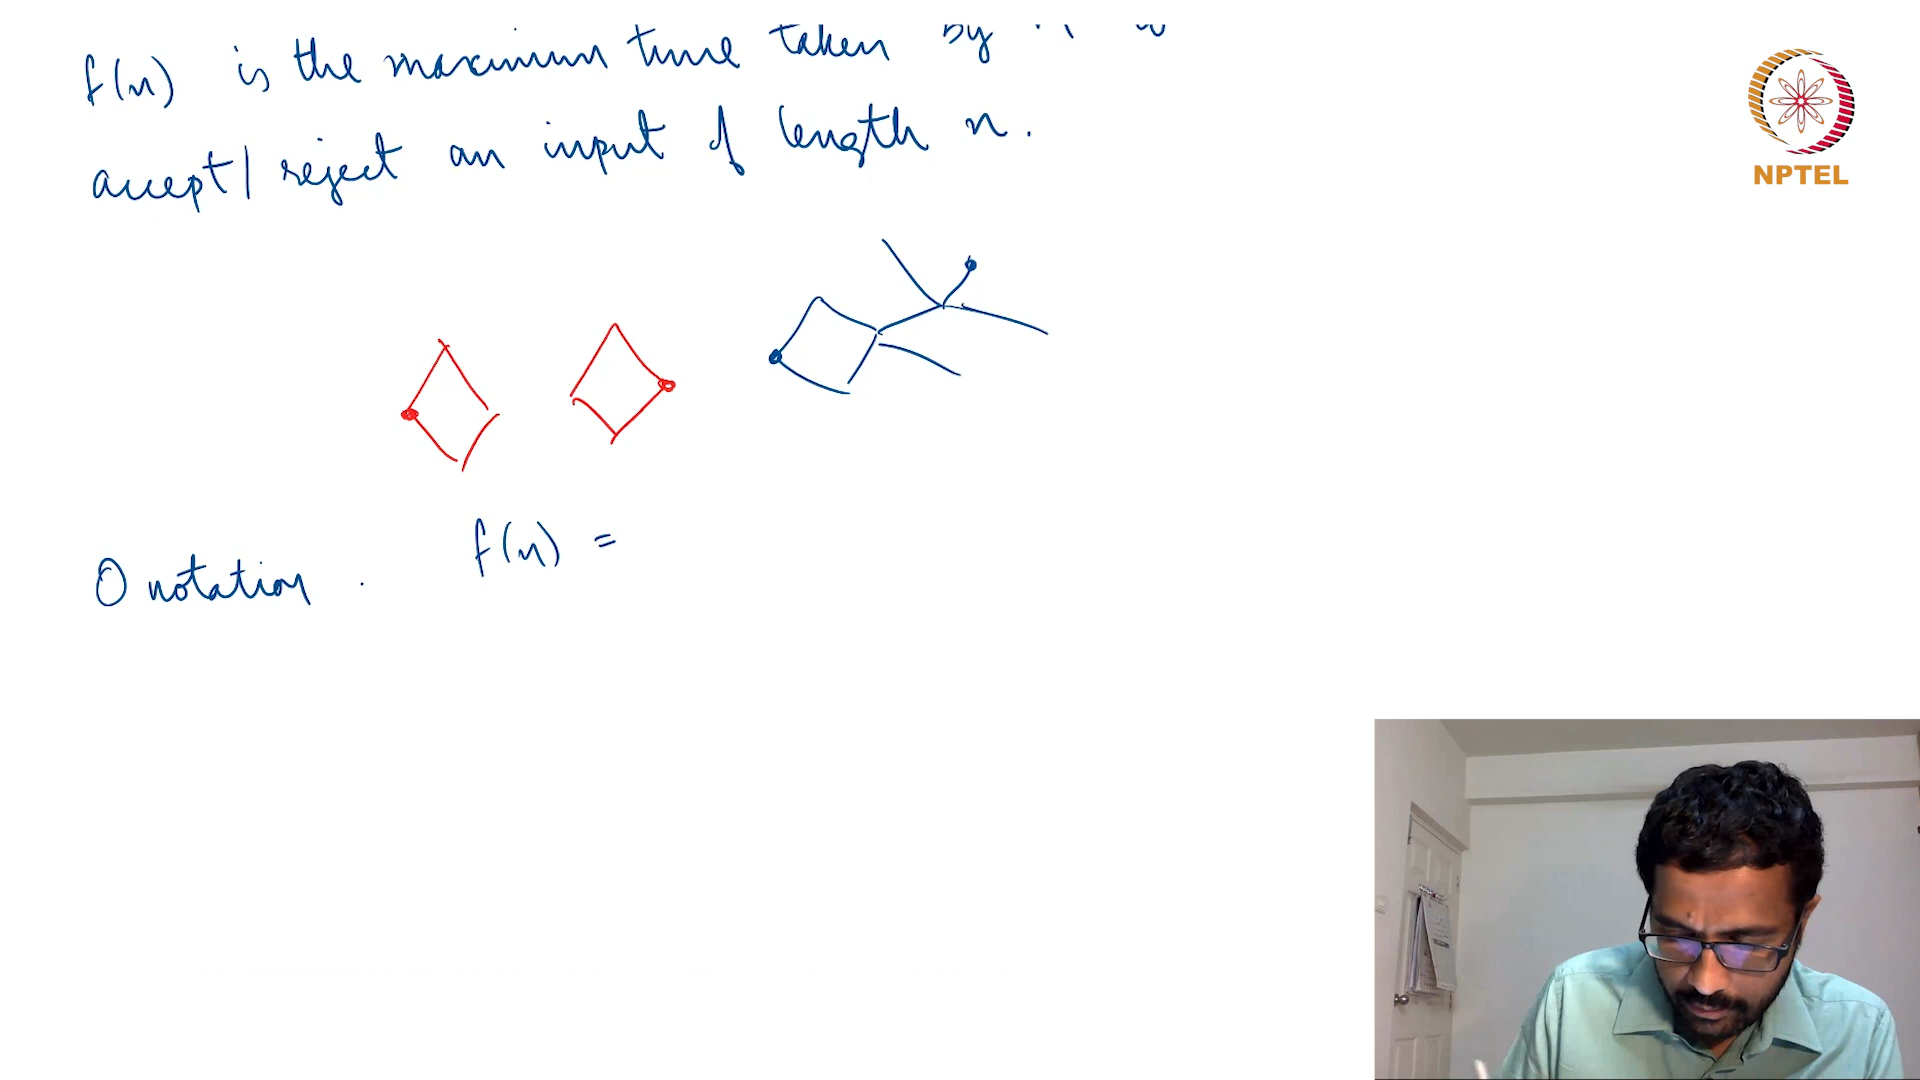 f(n) is the maximum time taken by
accept/reject an input of length n.
NPTEL
O notation. f(n) =